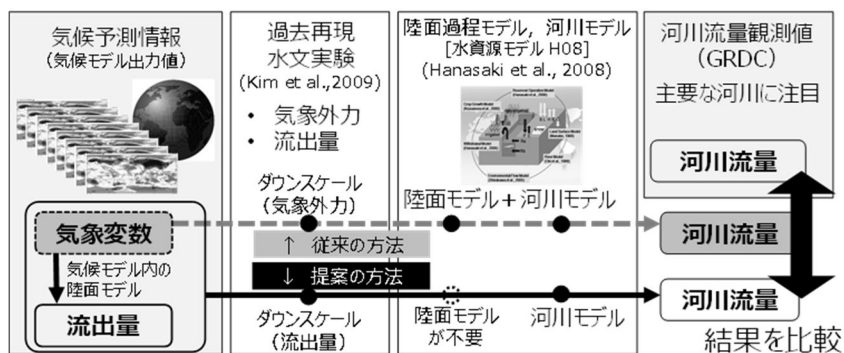 気候予測情報
(気候モデル出力値)
気象変数
気候モデル内の
陸面モデル
流出量
過去再現
水文実験
(Kim et al.,2009)
• 気象外力
• 流出量
ダウンスケール
(気象外力)
↑ 従来の方法
↓ 提案の方法
ダウンスケール
(流出量)
陸面過程モデル, 河川モデル
[水資源モデル H08]
(Hanasaki et al., 2008)
陸面モデル+河川モデル
陸面モデル
が不要
河川モデル
河川流量観測値
(GRDC)
主要な河川に注目
河川流量
河川流量
河川流量
結果を比較